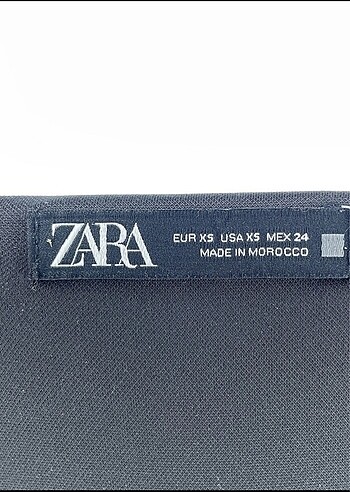 ZARA
EUR XS USA XS MEX 24
MADE IN MOROCCO